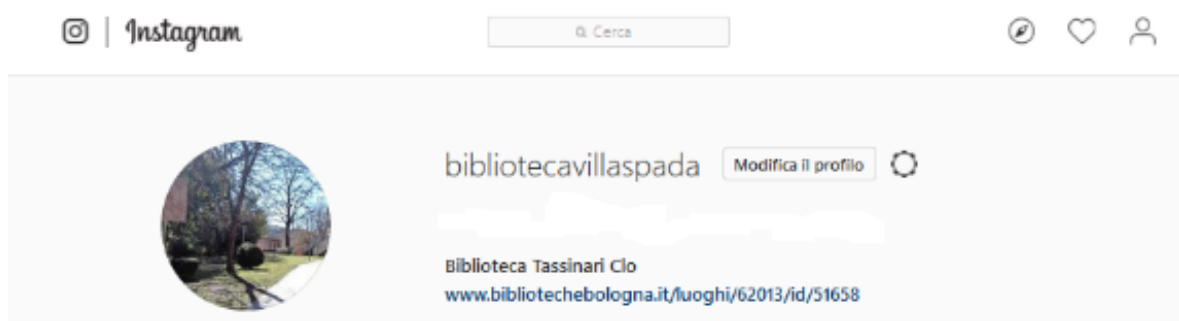 Instagram
Cerca
bibliotecavillaspada Modifica il profilo
Biblioteca Tassinari Clo
www.bibliotechebologna.it/luoghi/62013/id/51658